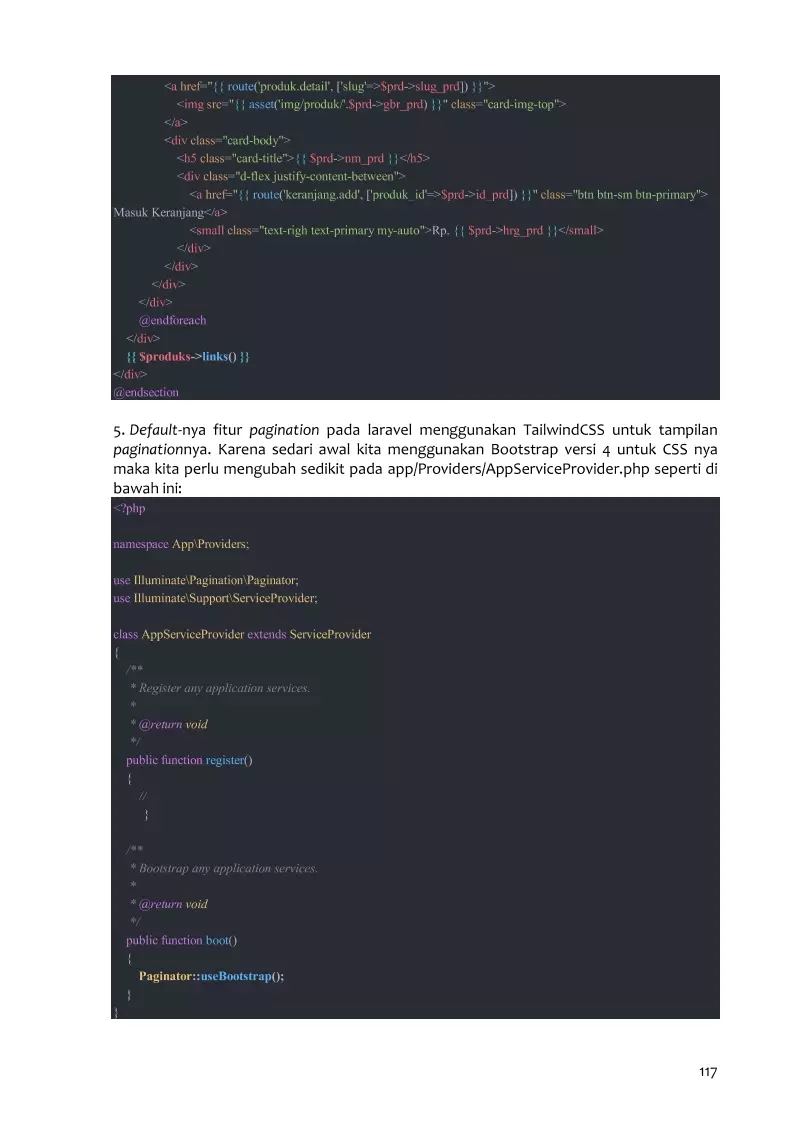 <a href="{{ route('produk.detail', ['slug'=>$prd->slug_prd]) }}">
<img src="{{ asset('img/produk/'.$prd->gbr_prd) }}" class="card-img-top">
</a>
<div class="card-body">
<h5 class="card-title">{{ $prd->nm_prd }}</h5>
<div class="d-flex justify-content-between">
<a href="{{ route('keranjang.add', ['produk_id'=>$prd->id_prd]) }}" class="btn btn-sm btn-primary">
Masuk Keranjang</a>
<small class="text-righ text-primary my-auto">Rp. {{ $prd->hrg_prd }}</small>
</div>
</div>
</div>
</div>
@endforeach
</div>
{{ $produks->links() }}
</div>
@endsection
5. Default-nya fitur pagination pada laravel menggunakan TailwindCSS untuk tampilan
paginationnya. Karena sedari awal kita menggunakan Bootstrap versi 4 untuk CSS nya
maka kita perlu mengubah sedikit pada app/Providers/AppServiceProvider.php seperti di
bawah ini:
<?php
namespace App\Providers;
use Illuminate\Pagination\Paginator;
use Illuminate\Support\ServiceProvider;
class AppServiceProvider extends ServiceProvider
{
/**
* Register any application services.
*
* @return void
*/
public function register()
{
//
}
/**
* Bootstrap any application services.
*
* @return void
*/
public function boot()
{
Paginator::useBootstrap();
}
}
117